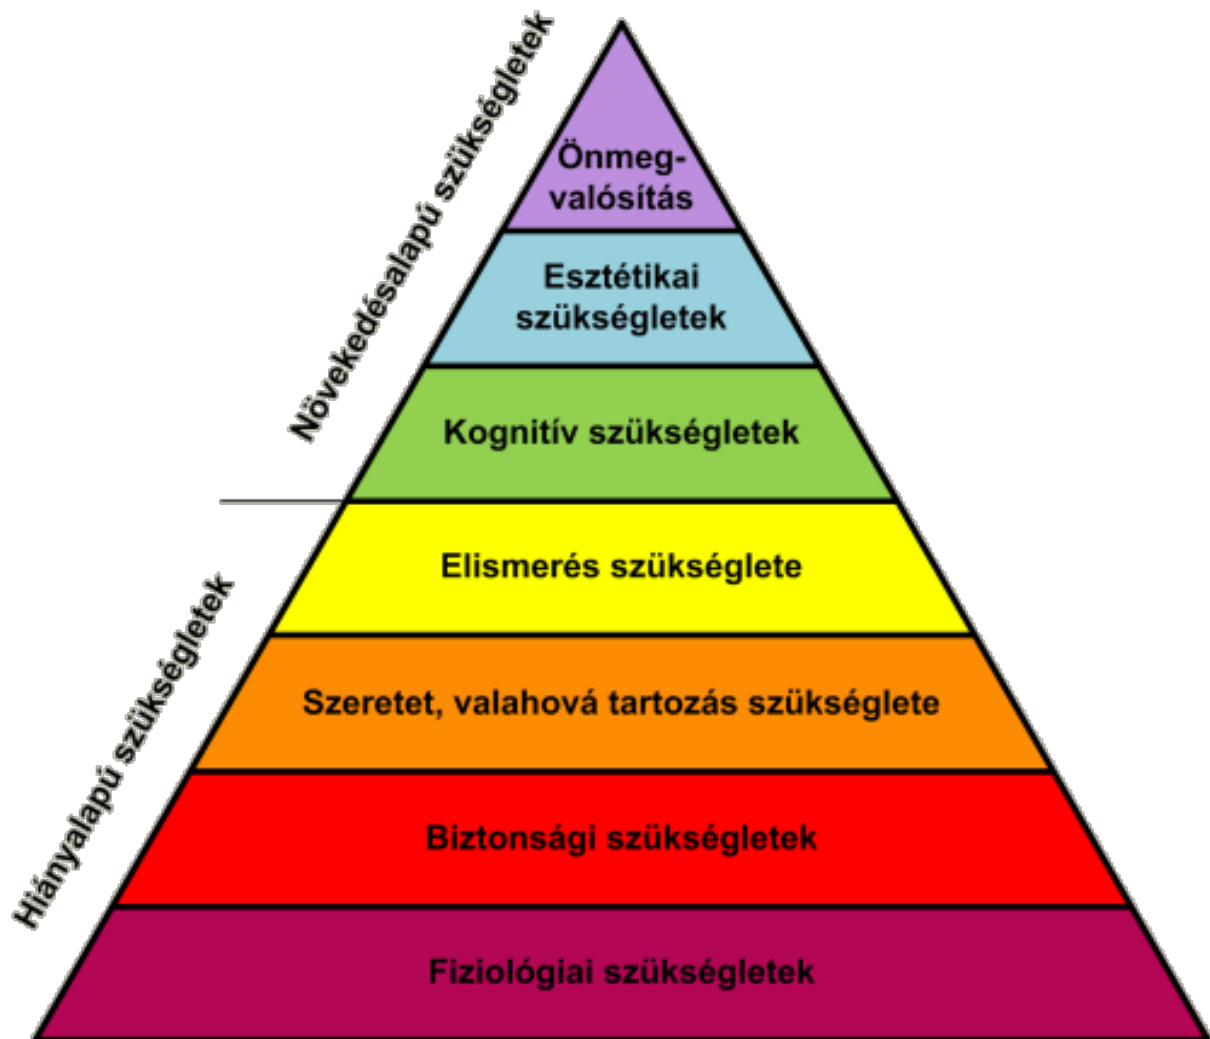 Növekedésalapú szükségletek
Önmeg-
valósítás
Esztétikai
szükségletek
Kognitív szükségletek
Hiányalapú szükségletek
Elismerés szükséglete
Szeretet, valahová tartozás szükséglete
Biztonsági szükségletek
Fiziológiai szükségletek